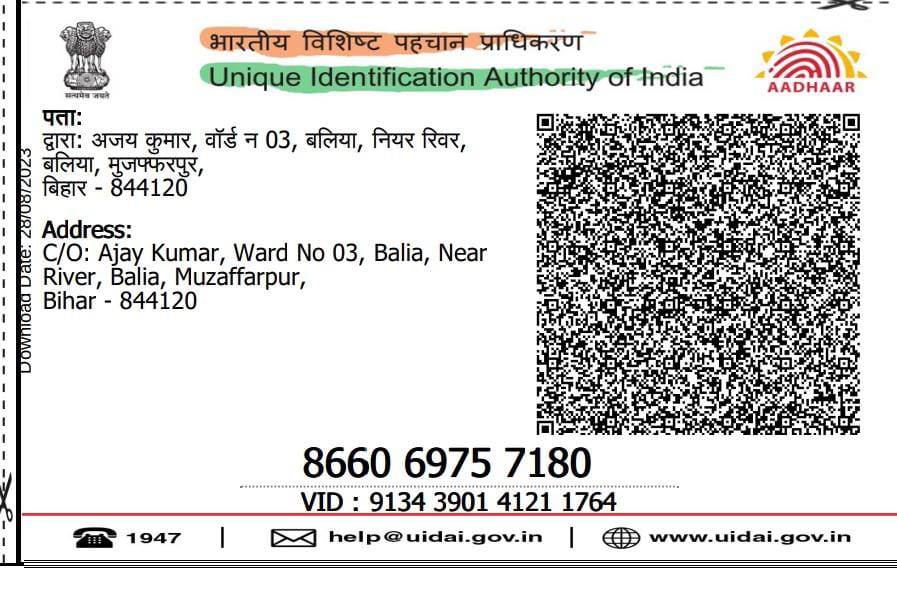 भारतीय विशिष्ट पहचान प्राधिकरण
Unique Identification Authority of India
सत्यमेव जयते
AADHAAR
पता:
द्वारा: अजय कुमार, वॉर्ड न 03, बलिया, नियर रिवर,
बलिया, मुजफ्फरपुर,
बिहार - 844120
Download Date: 28/08/2023
Address:
C/O: Ajay Kumar, Ward No 03, Balia, Near
River, Balia, Muzaffarpur,
Bihar - 844120
8660 6975 7180
VID : 9134 3901 4121 1764
1947 | help@uidai.gov.in | www.uidai.gov.in